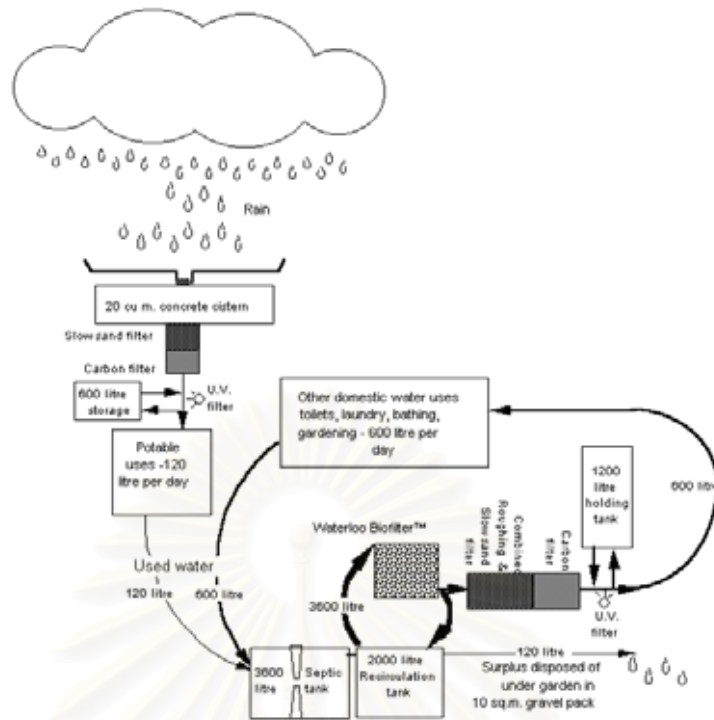 Rain
20 cu m. concrete cistern
Slow sand filter
Carbon filter
600 litre
storage
U.V.
filter
Potable
uses -120
litre per day
Other domestic water uses
toilets, laundry, bathing,
gardening - 600 litre per
day
1200
litre
holding
tank
600 litre
Waterloo Biofilter™
Combined
Roughing &
Slowsand
filter
Carbon
filter
U.V.
filter
Used water
120 litre
600 litre
3600 litre
3600
litre
Septic
tank
2000 litre
Recirculation
tank
120 litre
Surplus disposed of
under garden in
10 sq.m. gravel pack